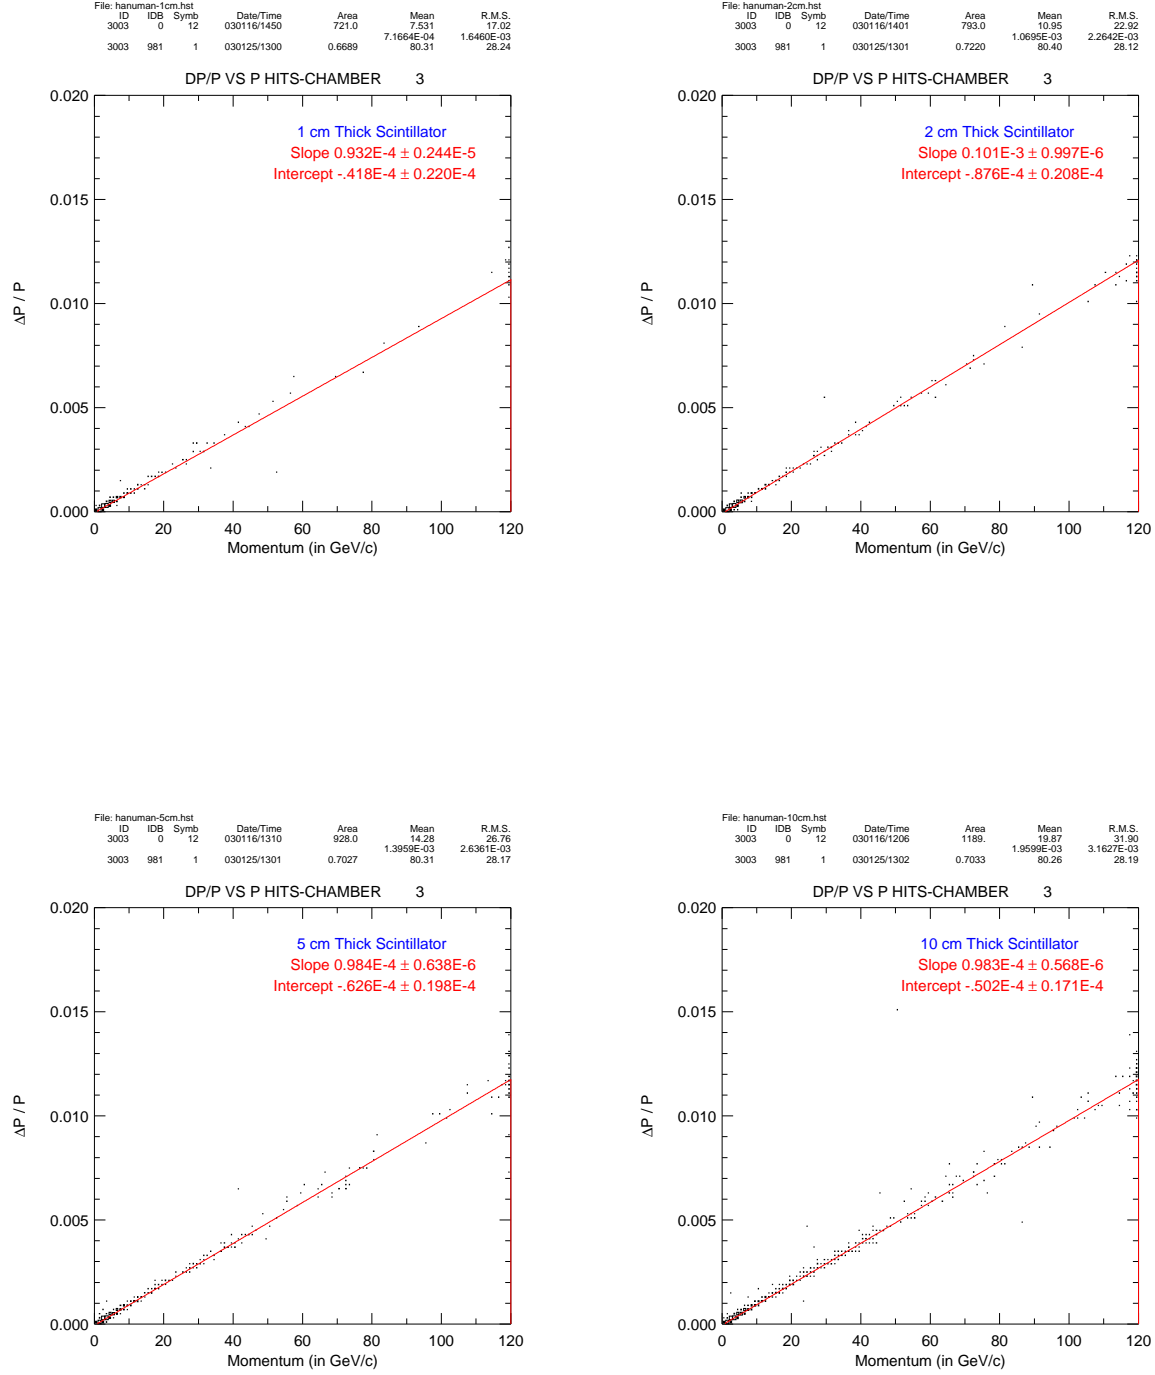 File: hanuman-1cm.hst
ID IDB Symb Date/Time Area Mean R.M.S.
3003 0 12 030116/1450 721.0 7.531 17.02
7.1664E-04 1.6460E-03
3003 981 1 030125/1300 0.6689 80.31 28.24
DP/P VS P HITS-CHAMBER 3
0.020
1 cm Thick Scintillator
Slope 0.932E-4 ± 0.244E-5
Intercept -.418E-4 ± 0.220E-4
0.015
0.010
0.005
0.000
ΔP / P
0 20 40 60 80 100 120
Momentum (in GeV/c)
File: hanuman-2cm.hst
ID IDB Symb Date/Time Area Mean R.M.S.
3003 0 12 030116/1401 793.0 10.95 22.92
1.0695E-03 2.2642E-03
3003 981 1 030125/1301 0.7220 80.40 28.12
DP/P VS P HITS-CHAMBER 3
0.020
2 cm Thick Scintillator
Slope 0.101E-3 ± 0.997E-6
Intercept -.876E-4 ± 0.208E-4
0.015
0.010
0.005
0.000
ΔP / P
0 20 40 60 80 100 120
Momentum (in GeV/c)
File: hanuman-5cm.hst
ID IDB Symb Date/Time Area Mean R.M.S.
3003 0 12 030116/1310 928.0 14.28 26.76
1.3959E-03 2.6361E-03
3003 981 1 030125/1301 0.7027 80.31 28.17
DP/P VS P HITS-CHAMBER 3
0.020
5 cm Thick Scintillator
Slope 0.984E-4 ± 0.638E-6
Intercept -.626E-4 ± 0.198E-4
0.015
0.010
0.005
0.000
ΔP / P
0 20 40 60 80 100 120
Momentum (in GeV/c)
File: hanuman-10cm.hst
ID IDB Symb Date/Time Area Mean R.M.S.
3003 0 12 030116/1206 1189. 19.87 31.90
1.9599E-03 3.1627E-03
3003 981 1 030125/1302 0.7033 80.26 28.19
DP/P VS P HITS-CHAMBER 3
0.020
10 cm Thick Scintillator
Slope 0.983E-4 ± 0.568E-6
Intercept -.502E-4 ± 0.171E-4
0.015
0.010
0.005
0.000
ΔP / P
0 20 40 60 80 100 120
Momentum (in GeV/c)